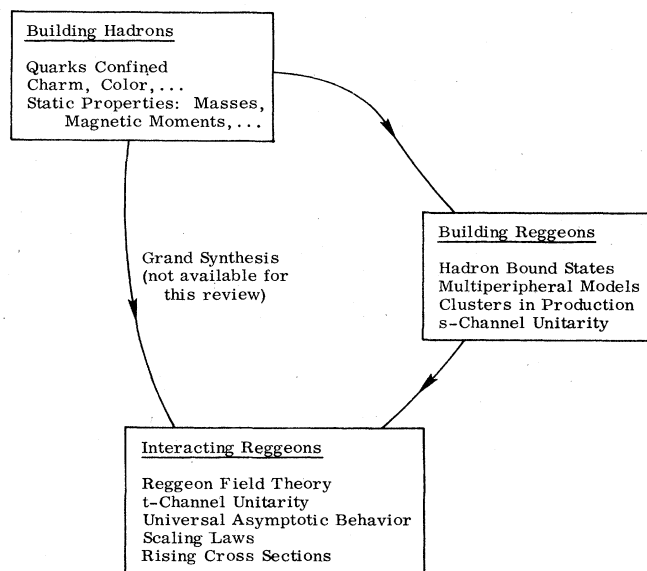 Building Hadrons
Quarks Confined
Charm, Color, ...
Static Properties: Masses,
Magnetic Moments, ...
Grand Synthesis
(not available for
this review)
Building Reggeons
Hadron Bound States
Multiperipheral Models
Clusters in Production
s-Channel Unitarity
Interacting Reggeons
Reggeon Field Theory
t-Channel Unitarity
Universal Asymptotic Behavior
Scaling Laws
Rising Cross Sections